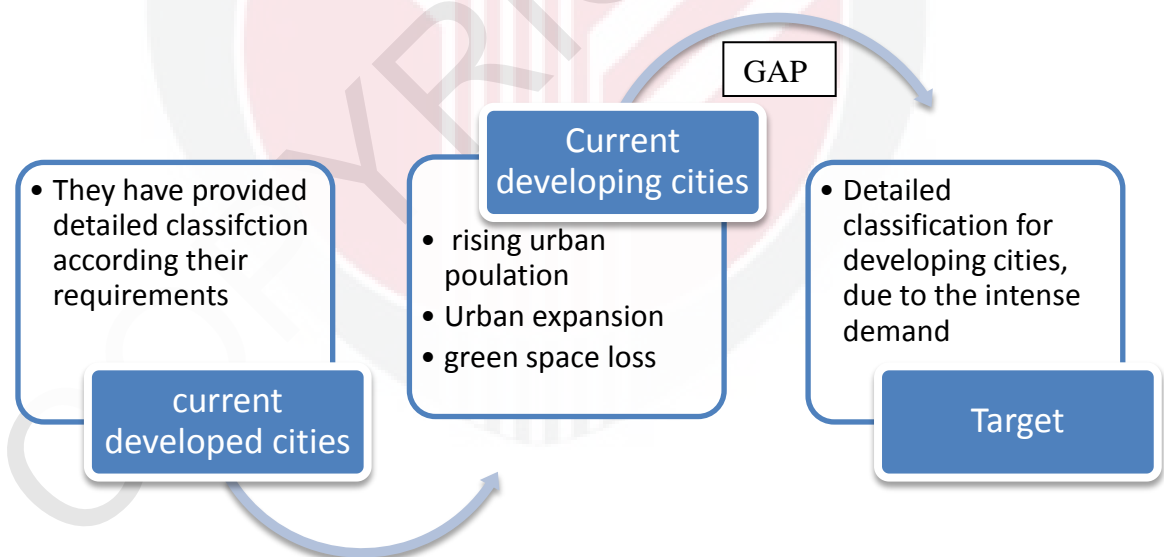 GAP
• They have provided
detailed classifction
according their
requirements
current
developed cities
Current
developing cities
• rising urban
poulation
• Urban expansion
• green space loss
• Detailed
classification for
developing cities,
due to the intense
demand
Target